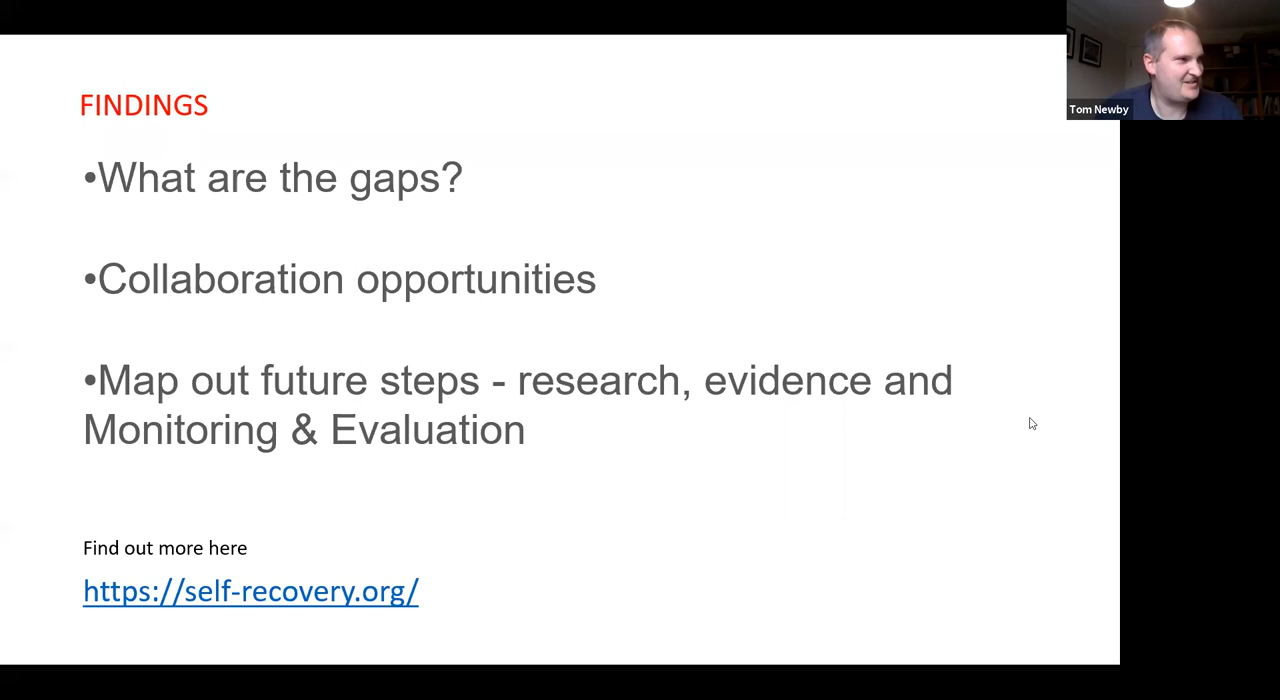 FINDINGS
Tom Newby
•What are the gaps?
•Collaboration opportunities
•Map out future steps - research, evidence and
Monitoring & Evaluation
Find out more here
https://self-recovery.org/